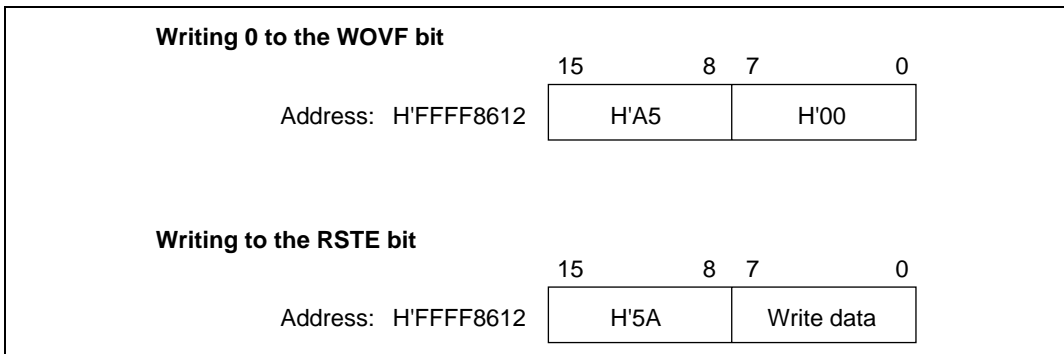 Writing 0 to the WOVF bit
15 8 7 0
Address: H'FFFF8612 H'A5 H'00
Writing to the RSTE bit
15 8 7 0
Address: H'FFFF8612 H'5A Write data